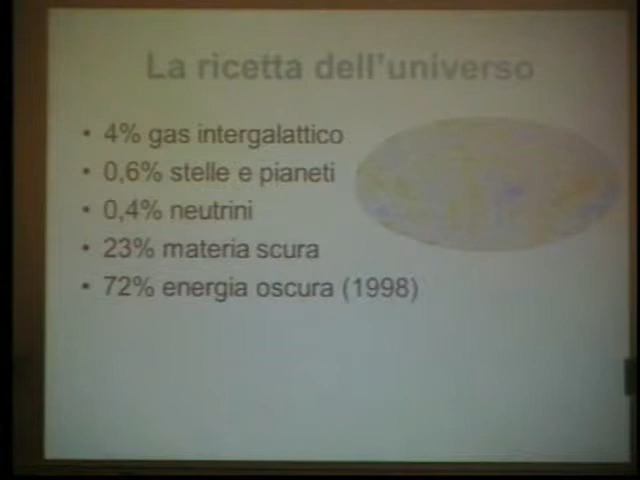 La ricetta dell'universo
• 4% gas intergalattico
• 0,6% stelle e pianeti
• 0,4% neutrini
• 23% materia scura
• 72% energia oscura (1998)